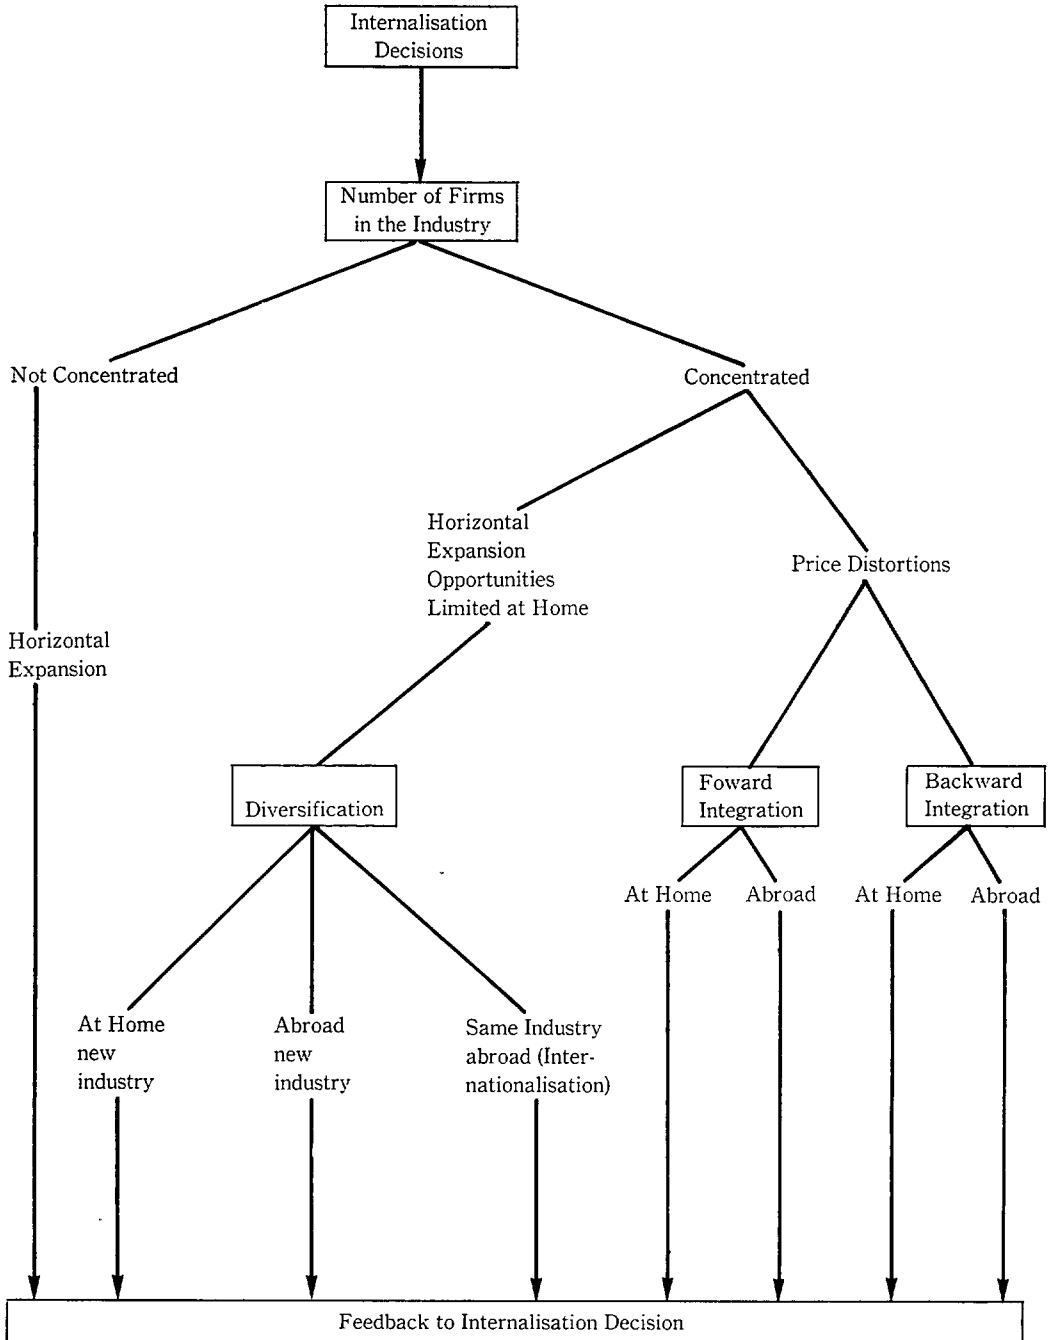 Internalisation
Decisions
Number of Firms
in the Industry
Not Concentrated
Concentrated
Horizontal
Expansion
Opportunities
Limited at Home
Price Distortions
Horizontal
Expansion
Diversification
Foward
Integration
Backward
Integration
At Home
Abroad
At Home
Abroad
At Home
new
industry
Abroad
new
industry
Same Industry
abroad (Inter-
nationalisation)
Feedback to Internalisation Decision